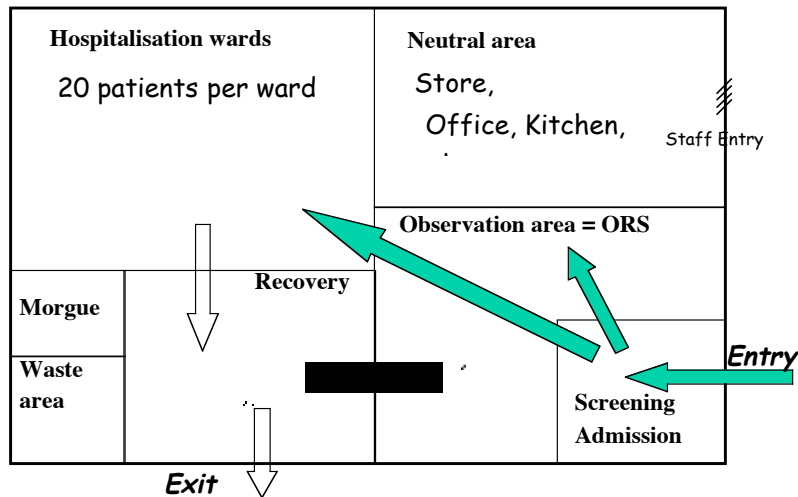 Hospitalisation wards
20 patients per ward
Neutral area
Store,
Office, Kitchen,
Staff Entry
Observation area = ORS
Recovery
Morgue
Waste
area
Entry
Screening
Admission
Exit